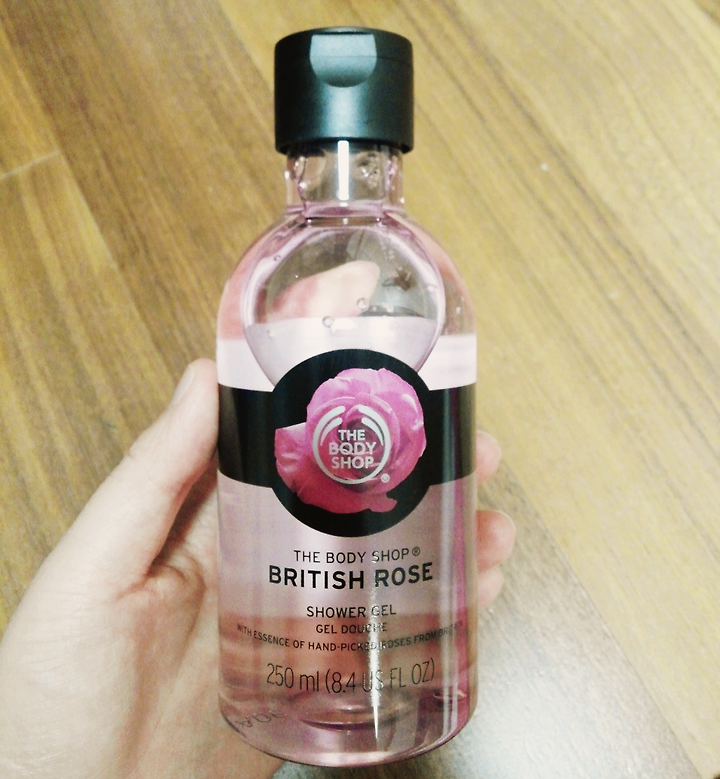 THE
BODY
SHOP®
THE BODY SHOP®
BRITISH ROSE
SHOWER GEL
GEL DOUCHE
WITH ESSENCE OF HAND-PICKED ROSES FROM
250 ml (8.4 US FL OZ)